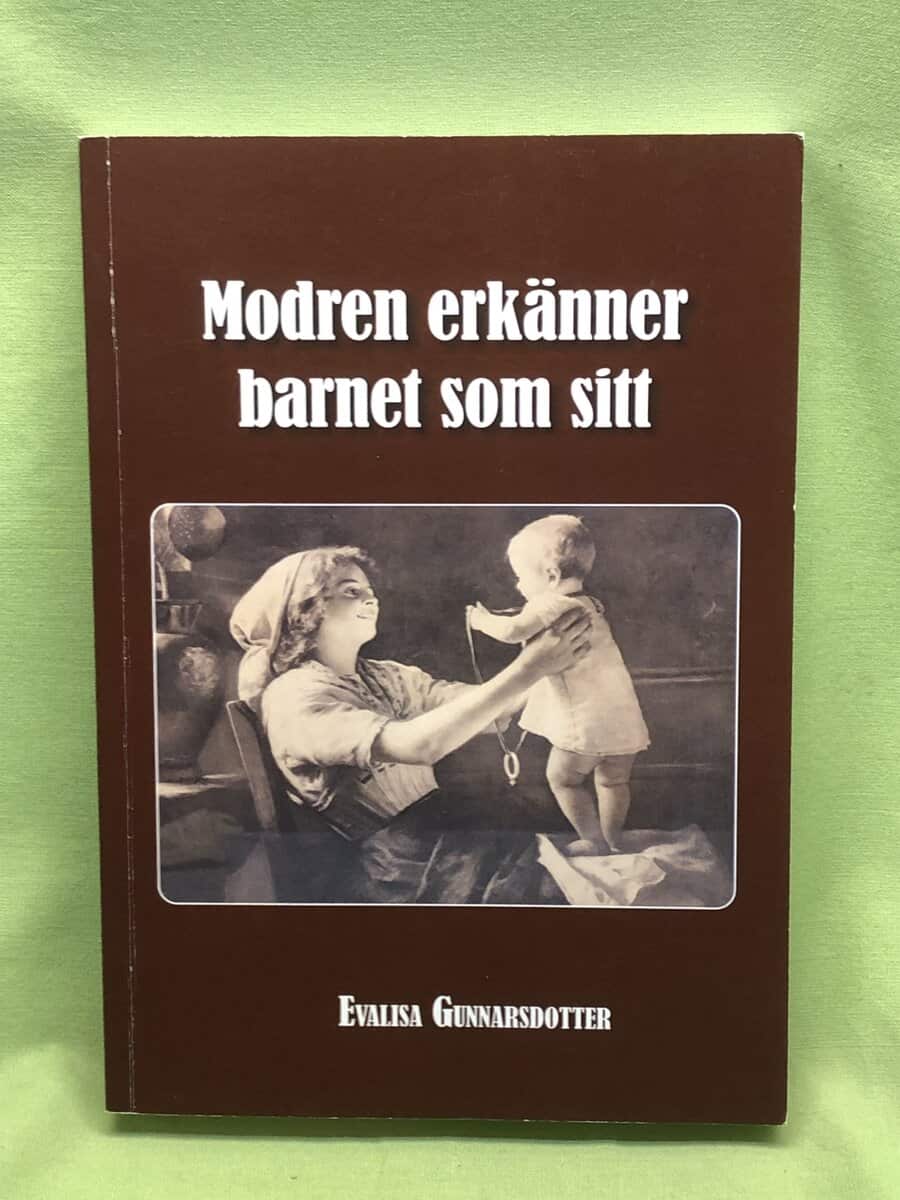 Modren erkänner
barnet som sitt
Evalisa Gunnarsdotter